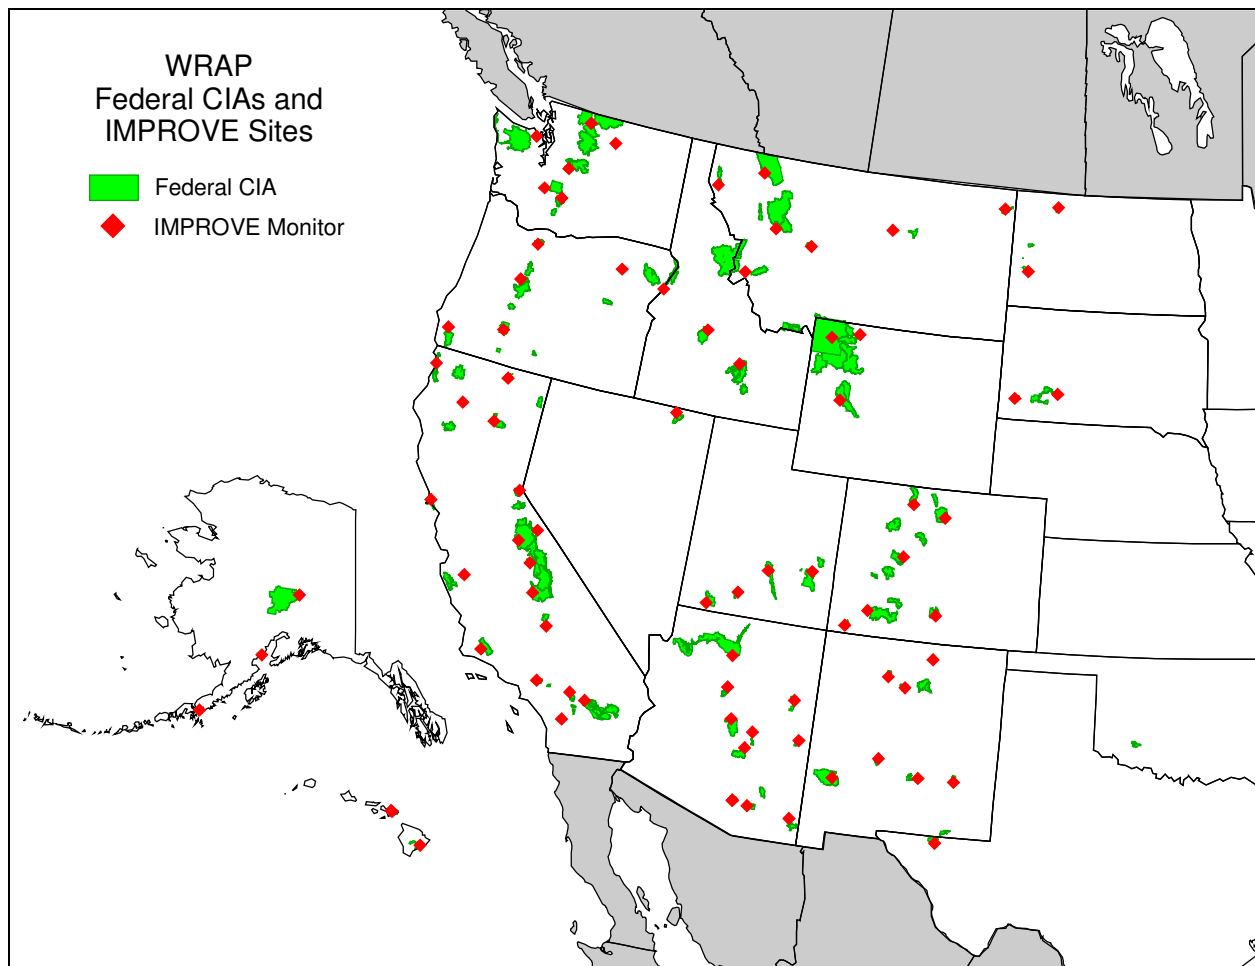 WRAP
Federal CIAs and
IMPROVE Sites
Federal CIA
IMPROVE Monitor